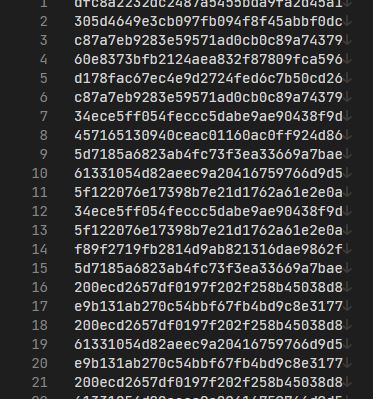 1 dfc8a2232dc2487a5455bda9fa2d45a1
2 305d4649e3cb097fb094f8f45abbf0dc
3 c87a7eb9283e59571ad0cb0c89a74379
4 60e8373bfb2124aea832f87809fca596
5 d178fac67ec4e9d2724fed6c7b50cd26
6 c87a7eb9283e59571ad0cb0c89a74379
7 34ece5ff054feccc5dabe9ae90438f9d
8 457165130940ceac01160ac0ff924d86
9 5d7185a6823ab4fc73f3ea33669a7bae
10 61331054d82aeec9a20416759766d9d5
11 5f122076e17398b7e21d1762a61e2e0a
12 34ece5ff054feccc5dabe9ae90438f9d
13 5f122076e17398b7e21d1762a61e2e0a
14 f89f2719fb2814d9ab821316dae9862f
15 5d7185a6823ab4fc73f3ea33669a7bae
16 200ecd2657df0197f202f258b45038d8
17 e9b131ab270c54bbf67fb4bd9c8e3177
18 200ecd2657df0197f202f258b45038d8
19 61331054d82aeec9a20416759766d9d5
20 e9b131ab270c54bbf67fb4bd9c8e3177
21 200ecd2657df0197f202f258b45038d8